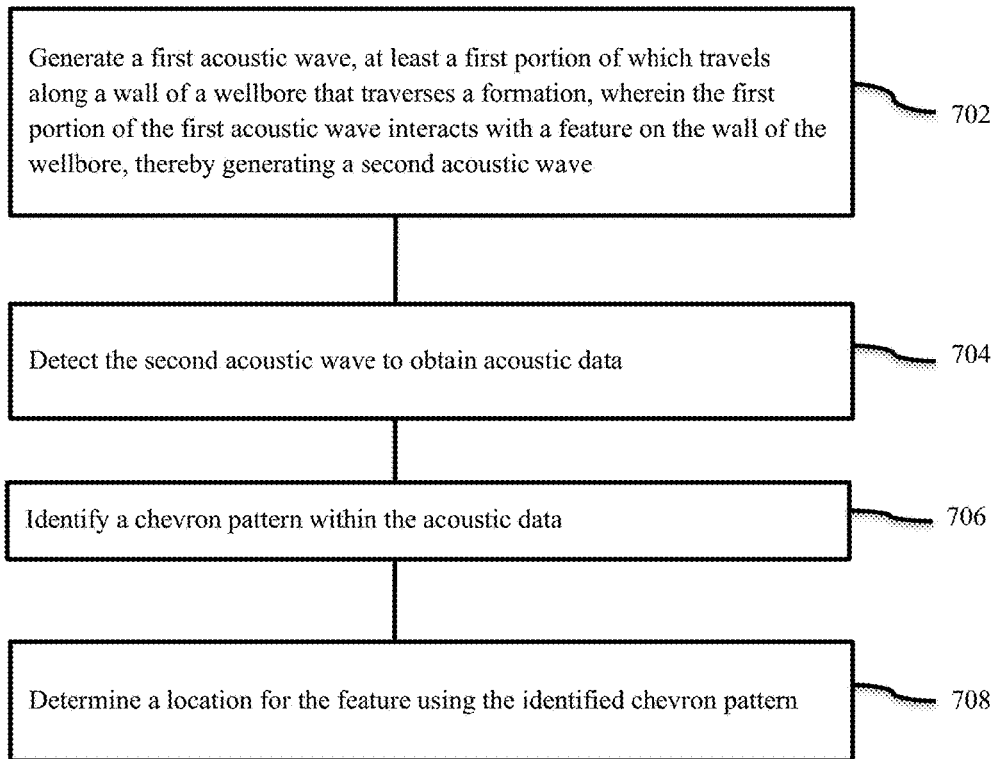 Generate a first acoustic wave, at least a first portion of which travels
along a wall of a wellbore that traverses a formation, wherein the first
portion of the first acoustic wave interacts with a feature on the wall of the
wellbore, thereby generating a second acoustic wave
702
Detect the second acoustic wave to obtain acoustic data
704
Identify a chevron pattern within the acoustic data
706
Determine a location for the feature using the identified chevron pattern
708